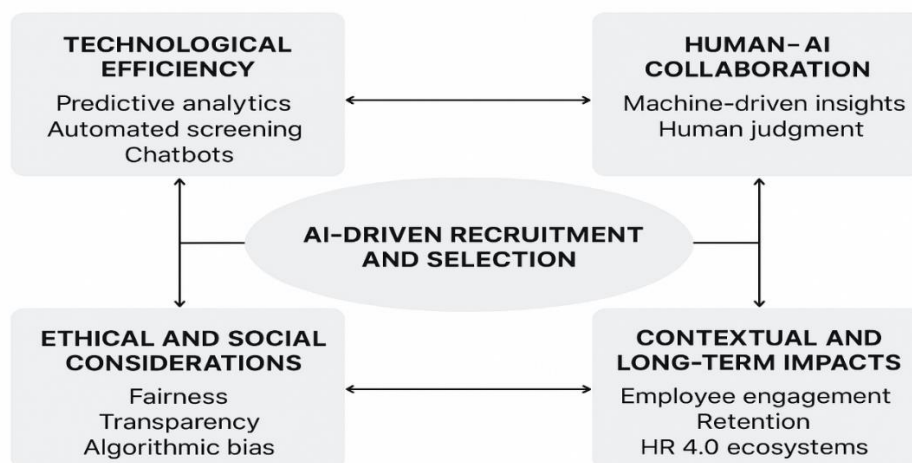 TECHNOLOGICAL
EFFICIENCY
Predictive analytics
Automated screening
Chatbots
HUMAN–AI
COLLABORATION
Machine-driven insights
Human judgment
AI-DRIVEN RECRUITMENT
AND SELECTION
ETHICAL AND SOCIAL
CONSIDERATIONS
Fairness
Transparency
Algorithmic bias
CONTEXTUAL AND
LONG-TERM IMPACTS
Employee engagement
Retention
HR 4.0 ecosystems